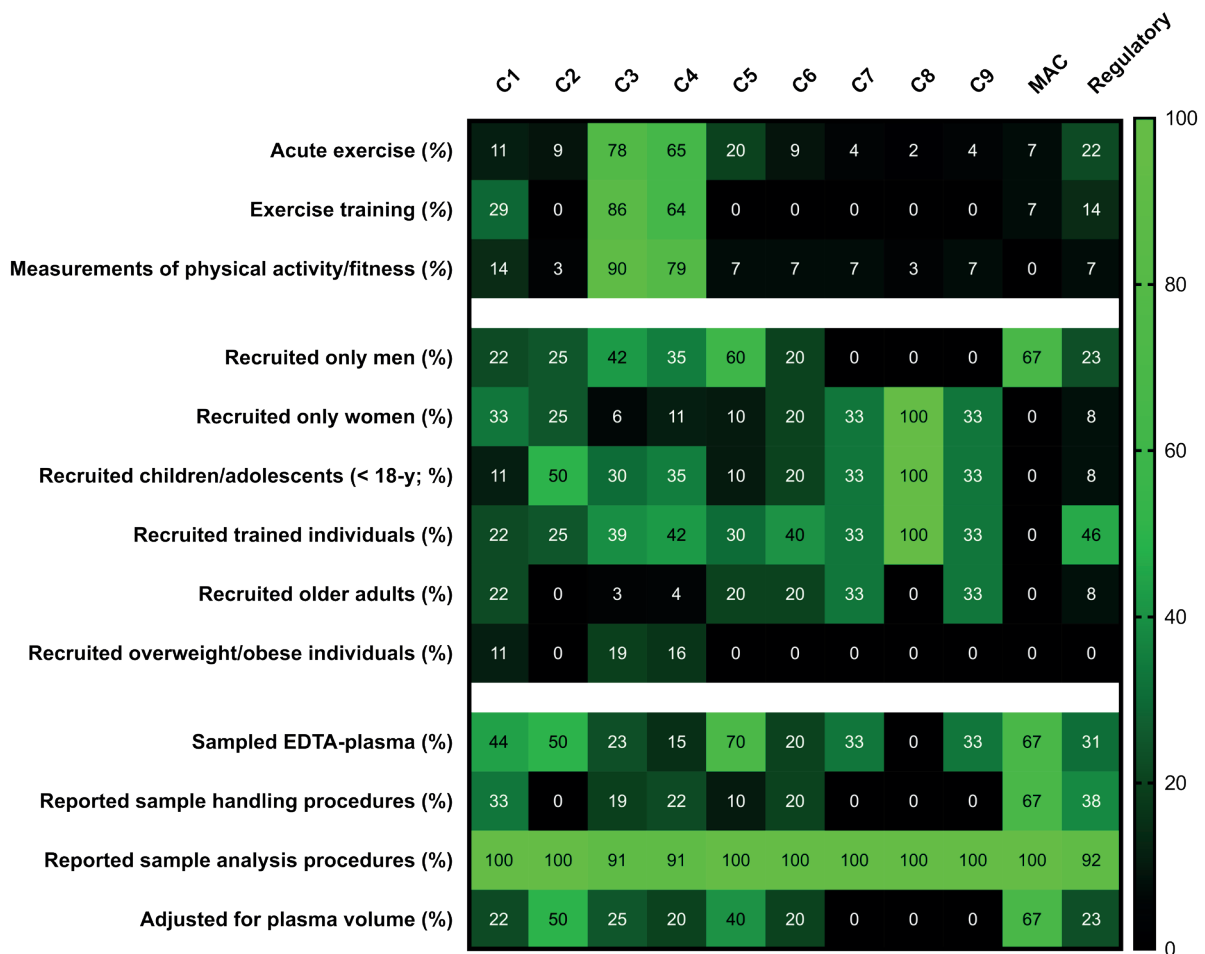 C1 C2 C3 C4 C5 C6 C7 C8 C9 MAC Regulatory
Acute exercise (%) 11 9 78 65 20 9 4 2 4 7 22
Exercise training (%) 29 0 86 64 0 0 0 0 0 7 14
Measurements of physical activity/fitness (%) 14 3 90 79 7 7 7 3 7 0 7
Recruited only men (%) 22 25 42 35 60 20 0 0 0 67 23
Recruited only women (%) 33 25 6 11 10 20 33 100 33 0 8
Recruited children/adolescents (< 18-y; %) 11 50 30 35 10 20 33 100 33 0 8
Recruited trained individuals (%) 22 25 39 42 30 40 33 100 33 0 46
Recruited older adults (%) 22 0 3 4 20 20 33 0 33 0 8
Recruited overweight/obese individuals (%) 11 0 19 16 0 0 0 0 0 0 0
Sampled EDTA-plasma (%) 44 50 23 15 70 20 33 0 33 67 31
Reported sample handling procedures (%) 33 0 19 22 10 20 0 0 0 67 38
Reported sample analysis procedures (%) 100 100 91 91 100 100 100 100 100 100 92
Adjusted for plasma volume (%) 22 50 25 20 40 20 0 0 0 67 23
100
80
60
40
20
0